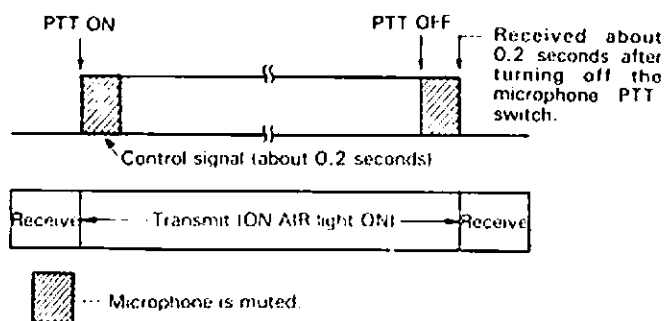 PTT ON
PTT OFF
Received about
0.2 seconds after
turning off the
microphone PTT
switch.
Control signal (about 0.2 seconds)
Receive
Transmit (ON AIR light ON)
Receive
--- Microphone is muted.